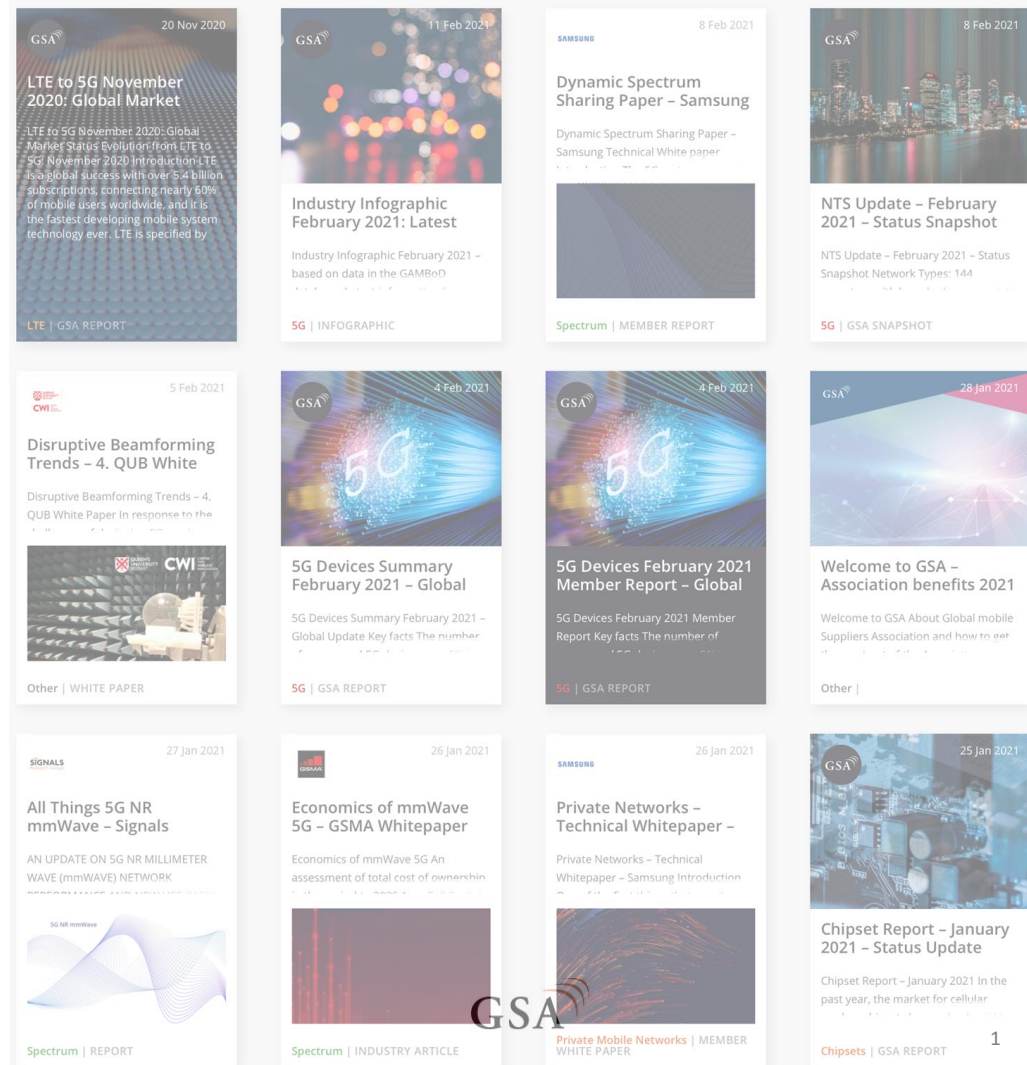 20 Nov 2020
GSA
LTE to 5G November
2020: Global Market
LTE to 5G November 2020: Global
Market Status Evolution from LTE to
5G: November 2020 Introduction LTE
is a global success with over 5.4 billion
subscriptions, connecting nearly 60%
of mobile users worldwide, and it is
the fastest developing mobile system
technology ever. LTE is specified by
LTE | GSA REPORT
11 Feb 2021
GSA
Industry Infographic
February 2021: Latest
Industry Infographic February 2021 –
based on data in the GAMBoD
5G | INFOGRAPHIC
8 Feb 2021
SAMSUNG
Dynamic Spectrum
Sharing Paper – Samsung
Dynamic Spectrum Sharing Paper –
Samsung Technical White paper
Spectrum | MEMBER REPORT
8 Feb 2021
GSA
NTS Update – February
2021 – Status Snapshot
NTS Update – February 2021 – Status
Snapshot Network Types: 144
5G | GSA SNAPSHOT
5 Feb 2021
CWI
Disruptive Beamforming
Trends – 4. QUB White
Disruptive Beamforming Trends – 4.
QUB White Paper In response to the
QUEEN'S
UNIVERSITY
BELFAST
CWI
Other | WHITE PAPER
4 Feb 2021
GSA
5G
5G Devices Summary
February 2021 – Global
5G Devices Summary February 2021 –
Global Update Key facts The number
5G | GSA REPORT
4 Feb 2021
GSA
5G
5G Devices February 2021
Member Report – Global
5G Devices February 2021 Member
Report Key facts The number of
5G | GSA REPORT
28 Jan 2021
GSA
Welcome to GSA –
Association benefits 2021
Welcome to GSA About Global mobile
Suppliers Association and how to get
Other |
27 Jan 2021
SIGNALS
All Things 5G NR
mmWave – Signals
AN UPDATE ON 5G NR MILLIMETER
WAVE (mmWAVE) NETWORK
5G NR mmWave
Spectrum | REPORT
26 Jan 2021
GSMA
Economics of mmWave
5G – GSMA Whitepaper
Economics of mmWave 5G An
assessment of total cost of ownership
Spectrum | INDUSTRY ARTICLE
26 Jan 2021
SAMSUNG
Private Networks –
Technical Whitepaper –
Private Networks – Technical
Whitepaper – Samsung Introduction
GSA
Private Mobile Networks | MEMBER
WHITE PAPER
25 Jan 2021
GSA
Chipset Report – January
2021 – Status Update
Chipset Report – January 2021 In the
past year, the market for cellular
Chipsets | GSA REPORT
1